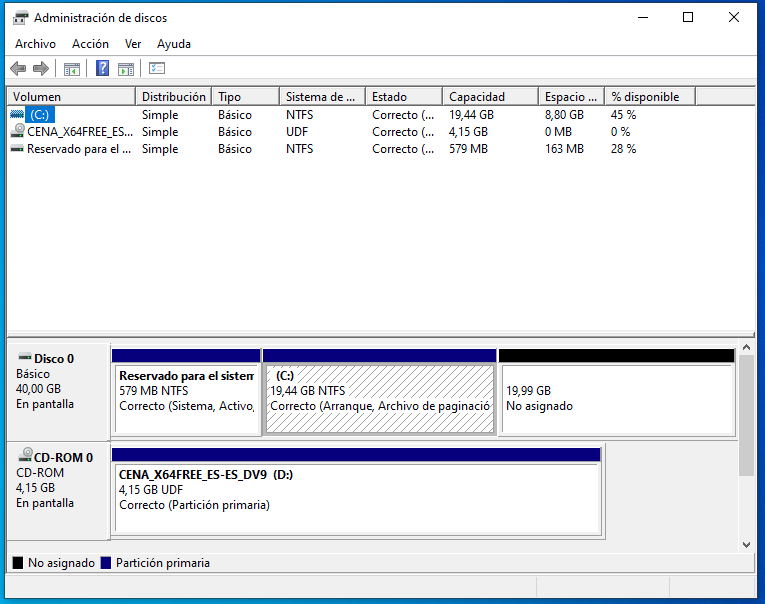 Administración de discos
Archivo Acción Ver Ayuda
Volumen Distribución Tipo Sistema de ... Estado Capacidad Espacio ... % disponible
(C:) Simple Básico NTFS Correcto (... 19,44 GB 8,80 GB 45 %
CENA_X64FREE_ES... Simple Básico UDF Correcto (... 4,15 GB 0 MB 0 %
Reservado para el ... Simple Básico NTFS Correcto (... 579 MB 163 MB 28 %
Disco 0
Básico
40,00 GB
En pantalla
Reservado para el sistem
579 MB NTFS
Correcto (Sistema, Activo,
(C:)
19,44 GB NTFS
Correcto (Arranque, Archivo de paginació
19,99 GB
No asignado
CD-ROM 0
CD-ROM
4,15 GB
En pantalla
CENA_X64FREE_ES-ES_DV9 (D:)
4,15 GB UDF
Correcto (Partición primaria)
No asignado Partición primaria